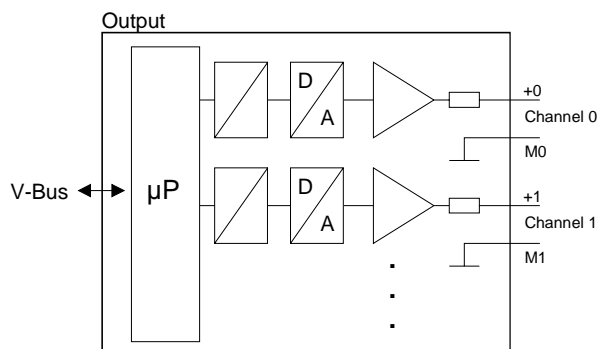 Output
D
A
+0
Channel 0
M0
V-Bus
µP
D
A
+1
Channel 1
M1